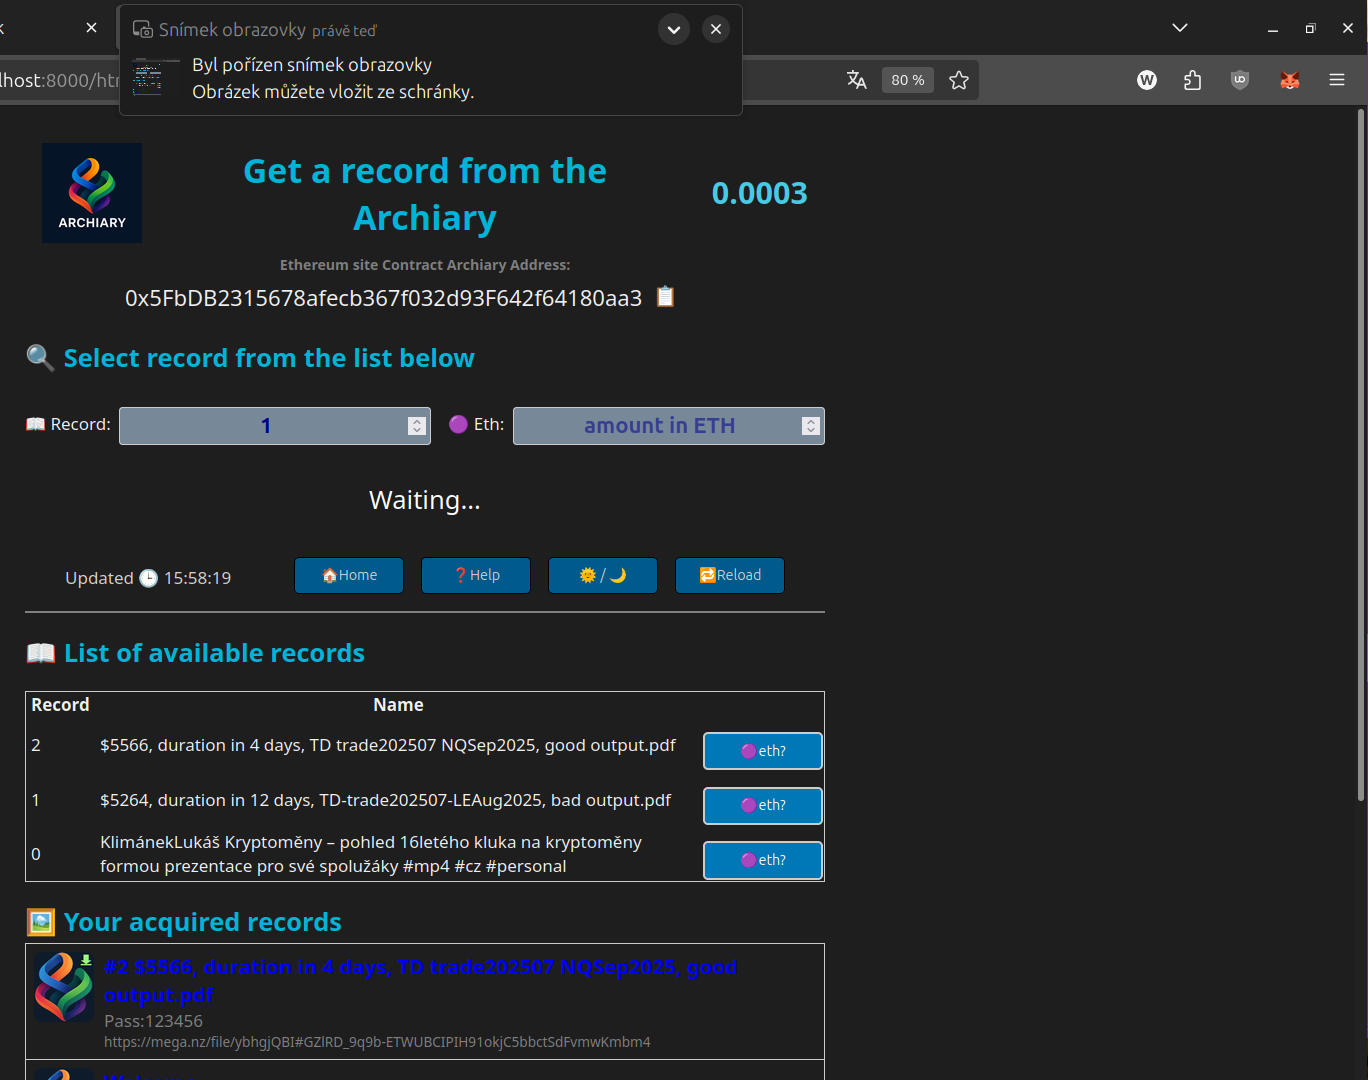 Snímek obrazovky právě teď
Byl pořízen snímek obrazovky
Obrázek můžete vložit ze schránky.
lhost:8000/htm
80 %
ARCHIARY
Get a record from the
Archiary
0.0003
Ethereum site Contract Archiary Address:
0x5FbDB2315678afecb367f032d93F642f64180aa3
Select record from the list below
Record: 1 Eth: amount in ETH
Waiting...
Updated 15:58:19 Home ?Help / Reload
List of available records
Record Name
2 $5566, duration in 4 days, TD trade202507 NQSep2025, good output.pdf eth?
1 $5264, duration in 12 days, TD-trade202507-LEAug2025, bad output.pdf eth?
0 KlimánekLukáš Kryptoměny – pohled 16letého kluka na kryptoměny
formou prezentace pro své spolužáky #mp4 #cz #personal eth?
Your acquired records
#2 $5566, duration in 4 days, TD trade202507 NQSep2025, good
output.pdf
Pass:123456
https://mega.nz/file/ybhgjQBI#GZlRD_9q9b-ETWUBCIPIH91okjC5bbctSdFvmwKmbm4